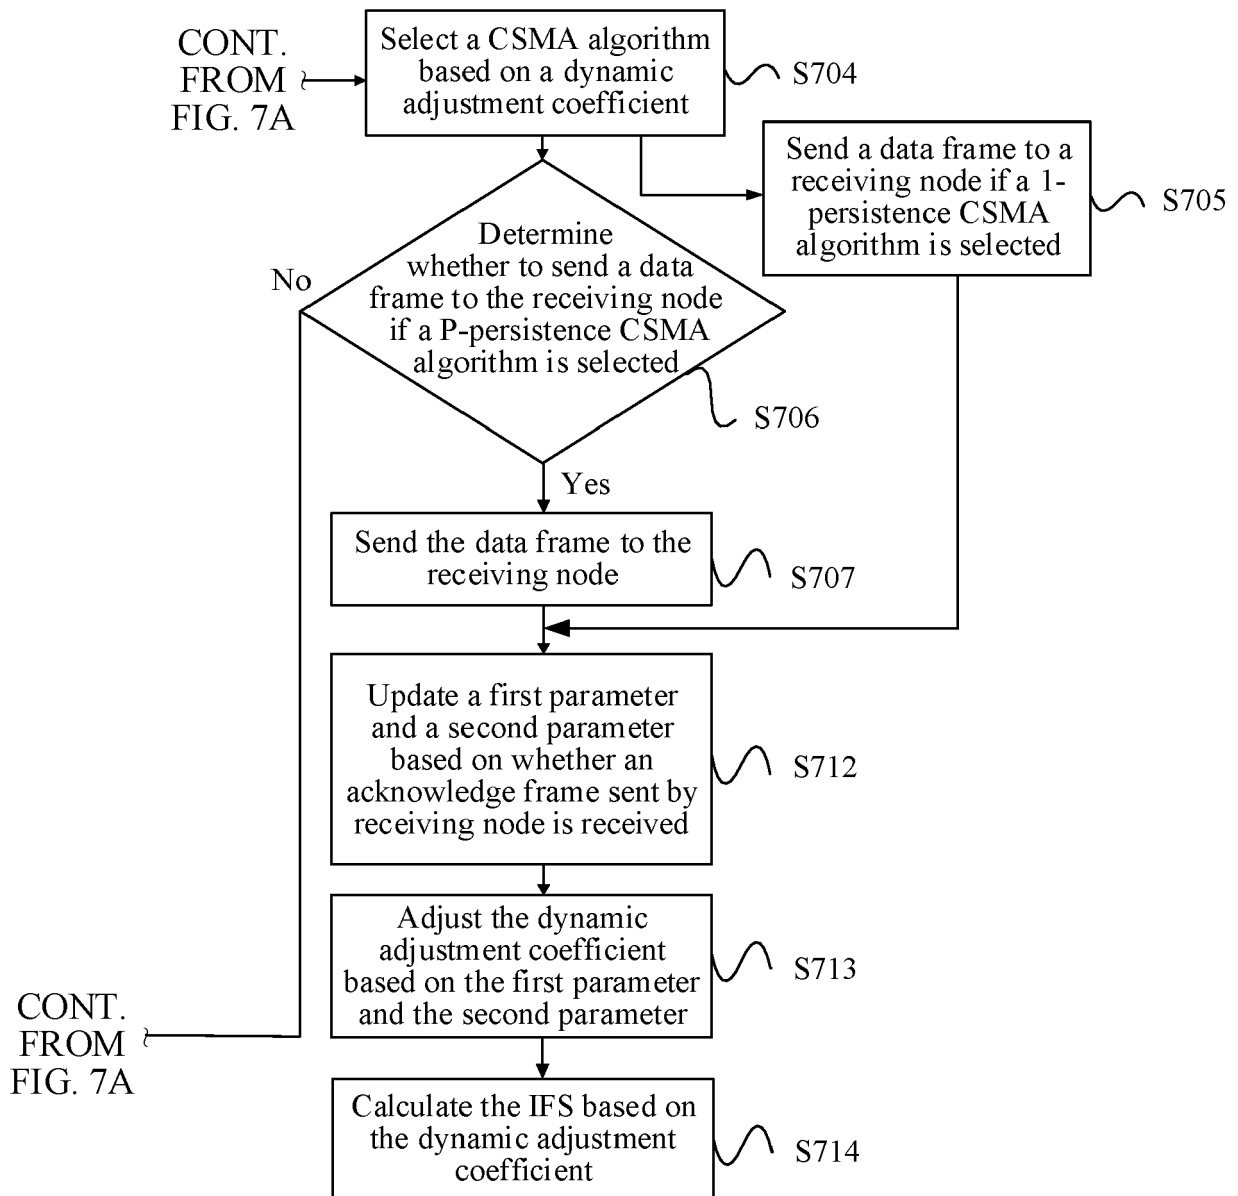 CONT.
FROM
FIG. 7A
Select a CSMA algorithm
based on a dynamic
adjustment coefficient
S704
Send a data frame to a
receiving node if a 1-
persistence CSMA
algorithm is selected
S705
Determine
whether to send a data
frame to the receiving node
if a P-persistence CSMA
algorithm is selected
No
S706
Yes
Send the data frame to the
receiving node
S707
Update a first parameter
and a second parameter
based on whether an
acknowledge frame sent by
receiving node is received
S712
Adjust the dynamic
adjustment coefficient
based on the first parameter
and the second parameter
S713
CONT.
FROM
FIG. 7A
Calculate the IFS based on
the dynamic adjustment
coefficient
S714